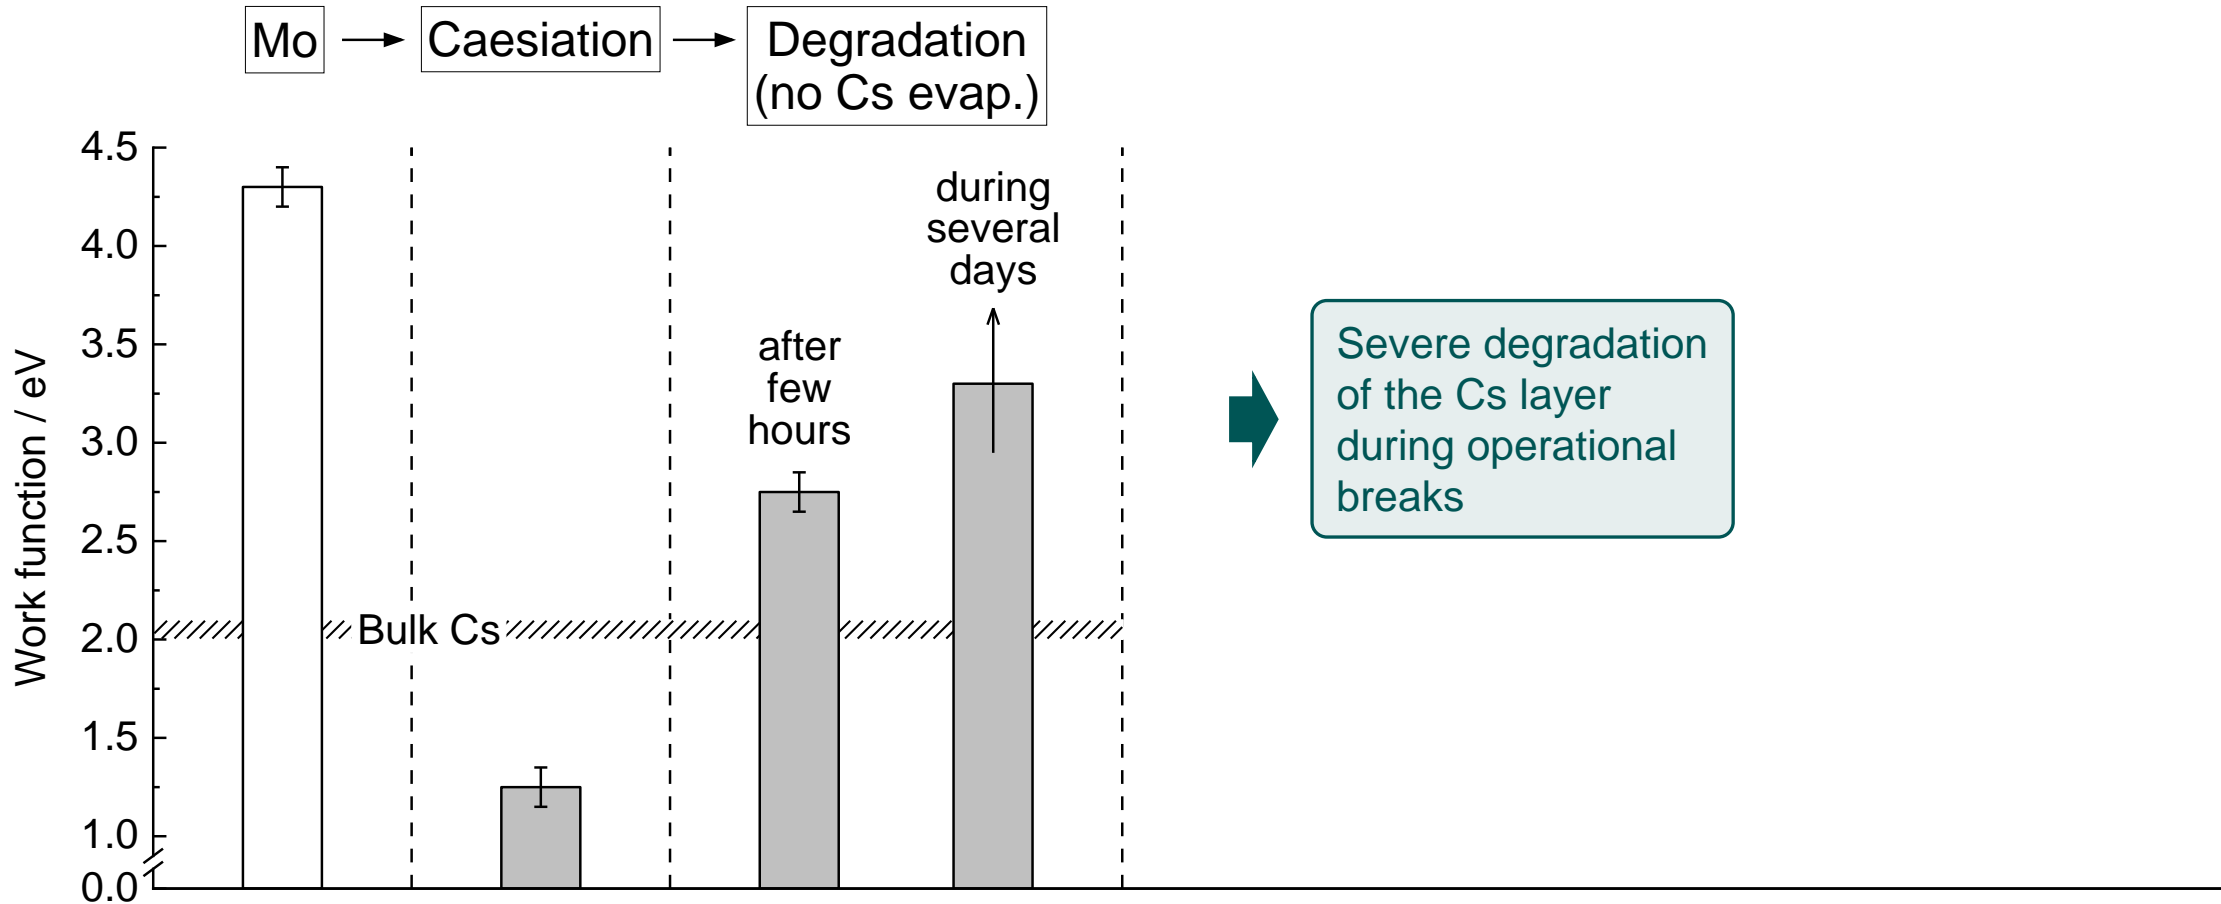 Mo
Caesiation
Degradation
(no Cs evap.)
Work function / eV
4.5
4.0
3.5
3.0
2.5
2.0
1.5
1.0
0.0
Bulk Cs
after
few
hours
during
several
days
Severe degradation
of the Cs layer
during operational
breaks